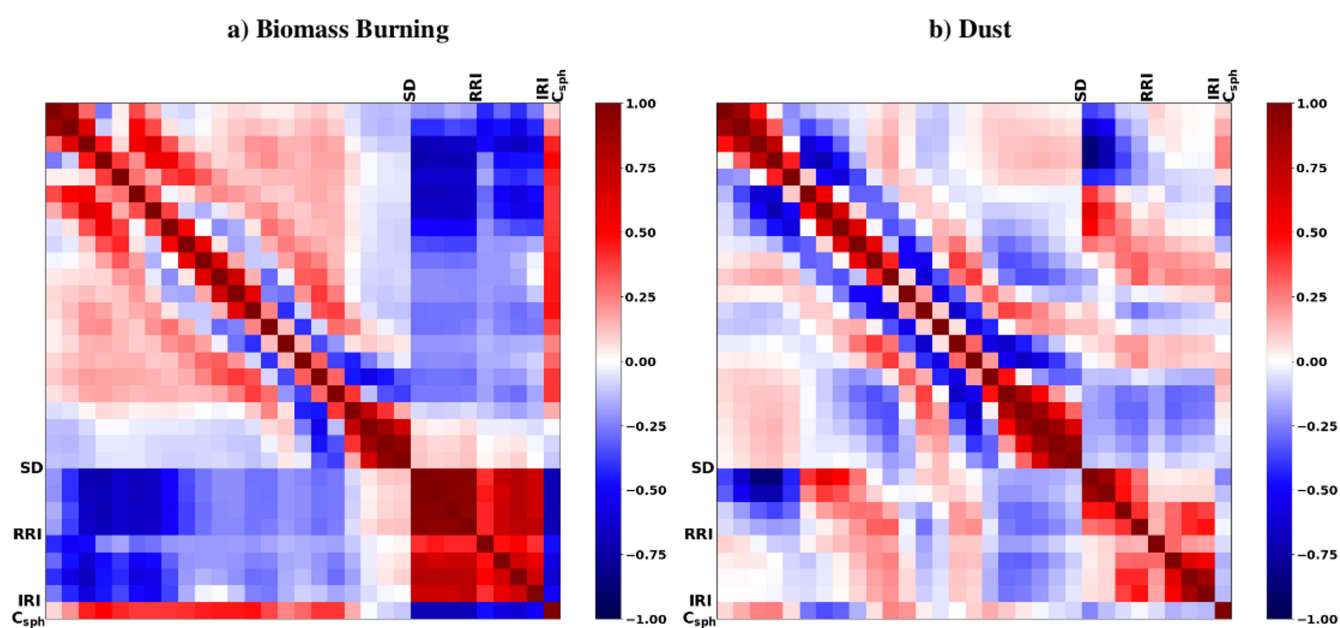 a) Biomass Burning
b) Dust
SD RRI IRI Csph
SD RRI IRI Csph
1.00
0.75
0.50
0.25
0.00
−0.25
−0.50
−0.75
−1.00
1.00
0.75
0.50
0.25
0.00
−0.25
−0.50
−0.75
−1.00
SD
RRI
IRI
Csph
SD
RRI
IRI
Csph